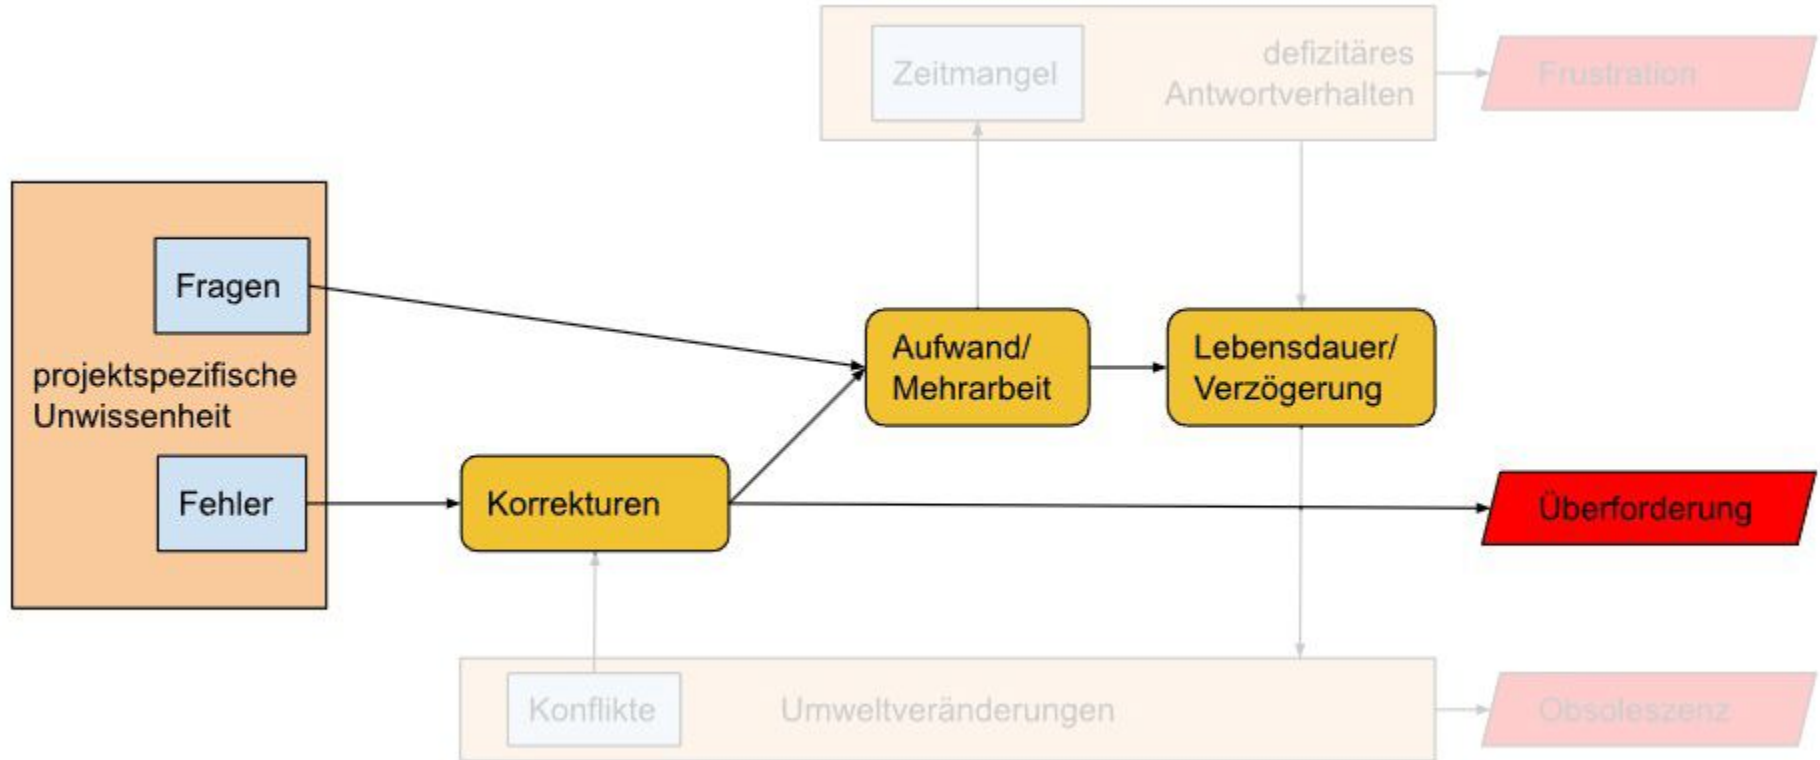 Zeitmangel
defizitäres
Antwortverhalten
Frustration
Fragen
projektspezifische
Unwissenheit
Fehler
Korrekturen
Aufwand/
Mehrarbeit
Lebensdauer/
Verzögerung
Überforderung
Konflikte
Umweltveränderungen
Obsoleszenz